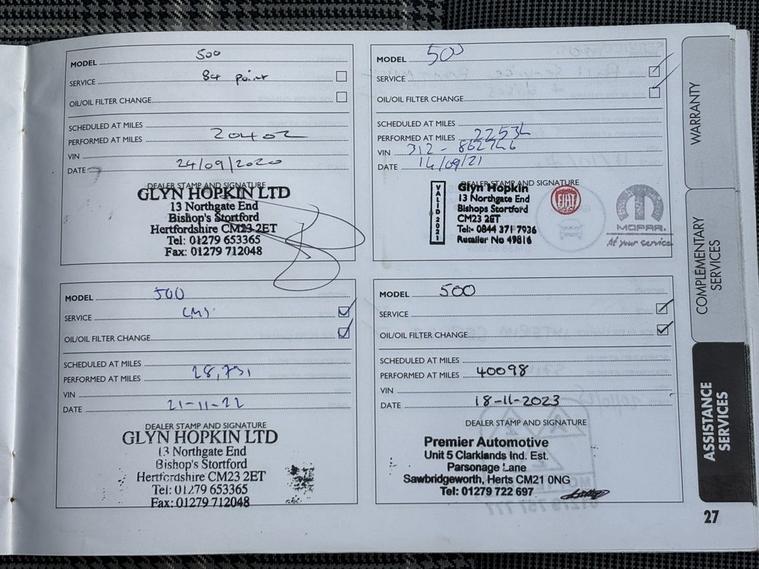 MODEL 500
SERVICE 84 point
OIL/OIL FILTER CHANGE
SCHEDULED AT MILES
PERFORMED AT MILES 20402
VIN
DATE 24/09/2020
DEALER STAMP AND SIGNATURE
GLYN HOPKIN LTD
13 Northgate End
Bishop's Stortford
Hertfordshire CM23 2ET
Tel: 01279 653365
Fax: 01279 712048
MODEL 500
SERVICE
OIL/OIL FILTER CHANGE
SCHEDULED AT MILES
PERFORMED AT MILES
VIN 312-
DATE 14/09/21
DEALER STAMP AND SIGNATURE
VALID 2021
Glyn Hopkin
13 Northgate End
Bishops Stortford
CM23 2ET
Tel:- 0844 371 7936
Retailer No 49816
FIAT
MOPAR
At your service
MODEL 500
SERVICE
OIL/OIL FILTER CHANGE
SCHEDULED AT MILES
PERFORMED AT MILES 28,731
VIN
DATE 21-11-22
DEALER STAMP AND SIGNATURE
GLYN HOPKIN LTD
13 Northgate End
Bishop's Stortford
Hertfordshire CM23 2ET
Tel: 01279 653365
Fax: 01279 712048
MODEL 500
SERVICE
OIL/OIL FILTER CHANGE
SCHEDULED AT MILES
PERFORMED AT MILES 40098
VIN
DATE 18-11-2023
DEALER STAMP AND SIGNATURE
Premier Automotive
Unit 5 Clarklands Ind. Est.
Parsonage Lane
Sawbridgeworth, Herts CM21 0NG
Tel: 01279 722 697
WARRANTY
COMPLEMENTARY
SERVICES
ASSISTANCE
SERVICES
27